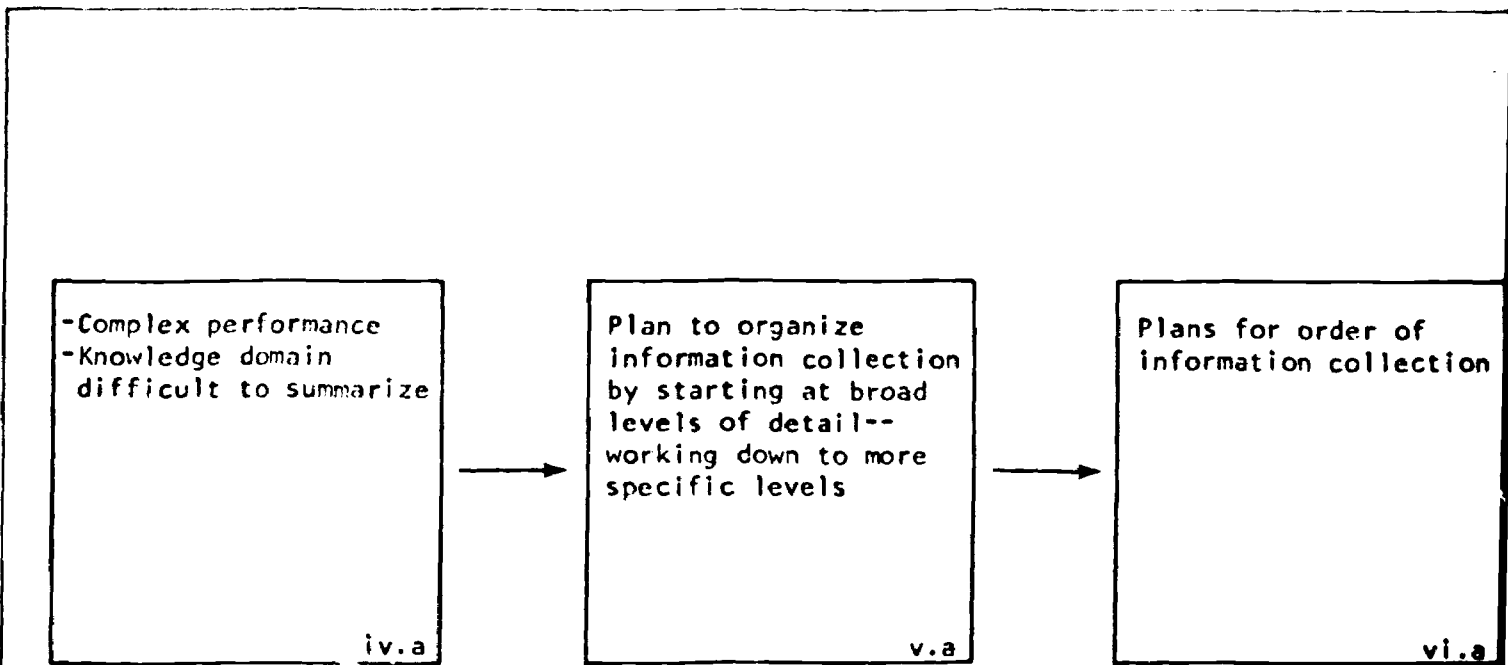 -Complex performance
-Knowledge domain
difficult to summarize
iv.a
Plan to organize
information collection
by starting at broad
levels of detail--
working down to more
specific levels
v.a
Plans for order of
information collection
vi.a